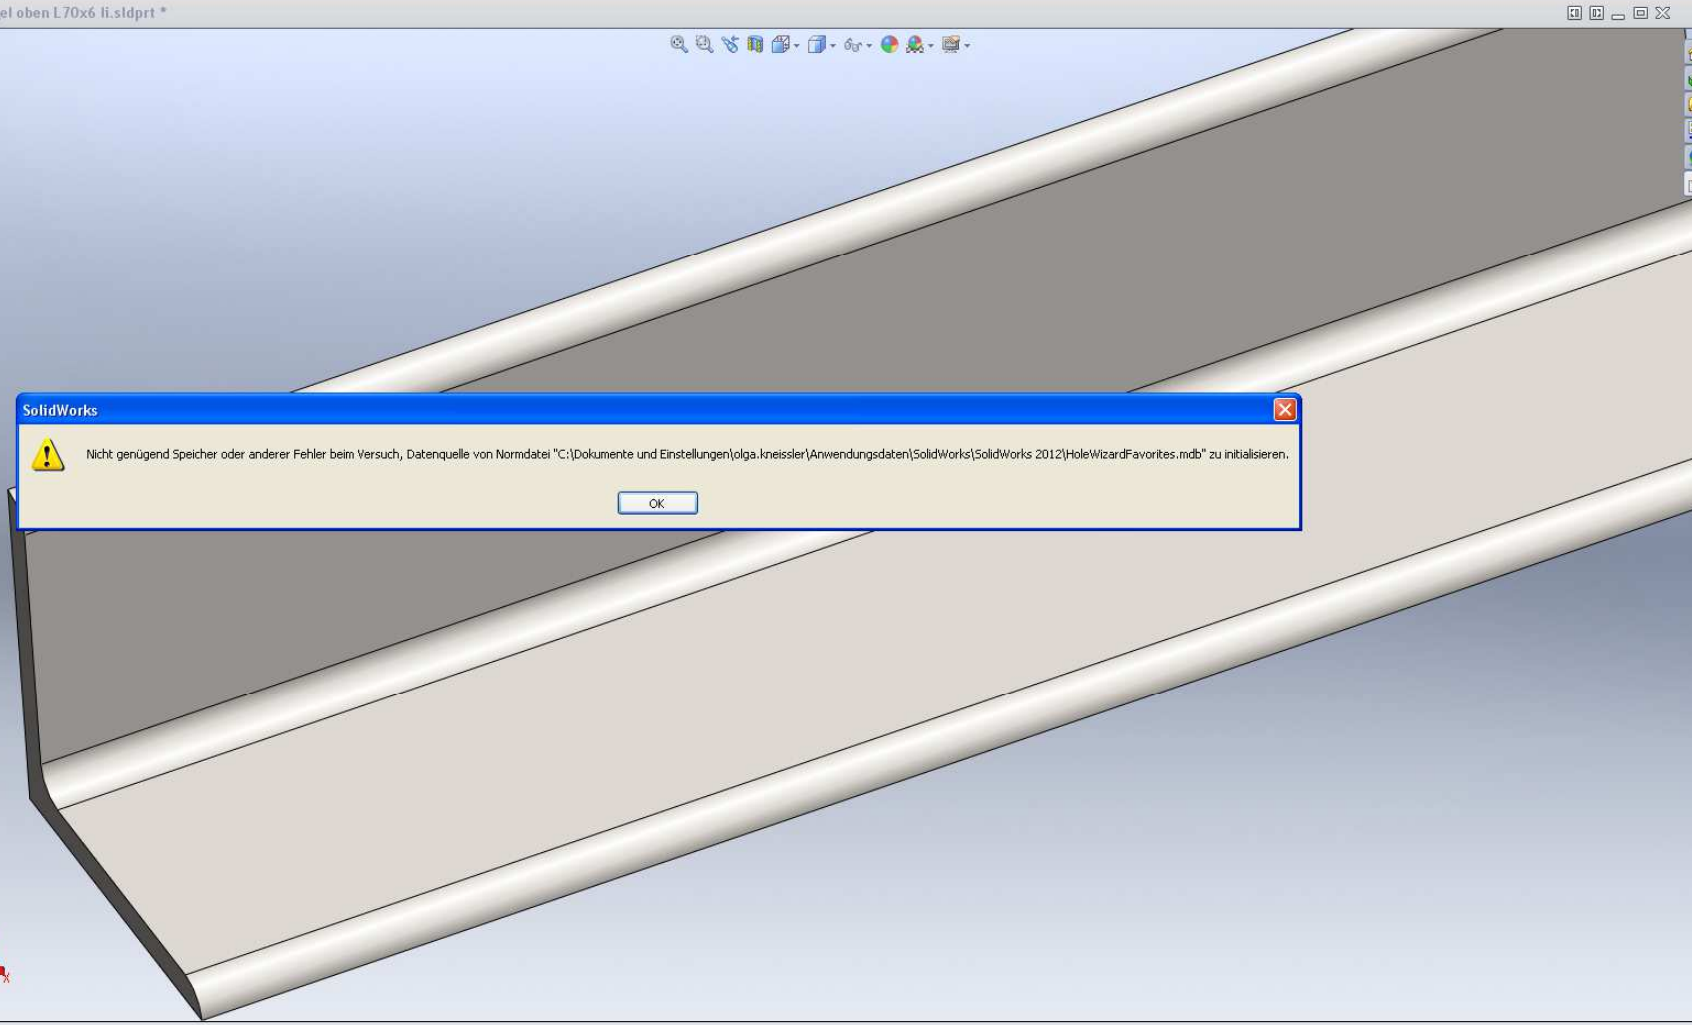 el oben L70x6 li.sldprt *
SolidWorks
Nicht genügend Speicher oder anderer Fehler beim Versuch, Datenquelle von Normdatei "C:\Dokumente und Einstellungen\olga.kneissler\Anwendungsdaten\SolidWorks\SolidWorks 2012\HoleWizardFavorites.mdb" zu initialisieren.
OK
X